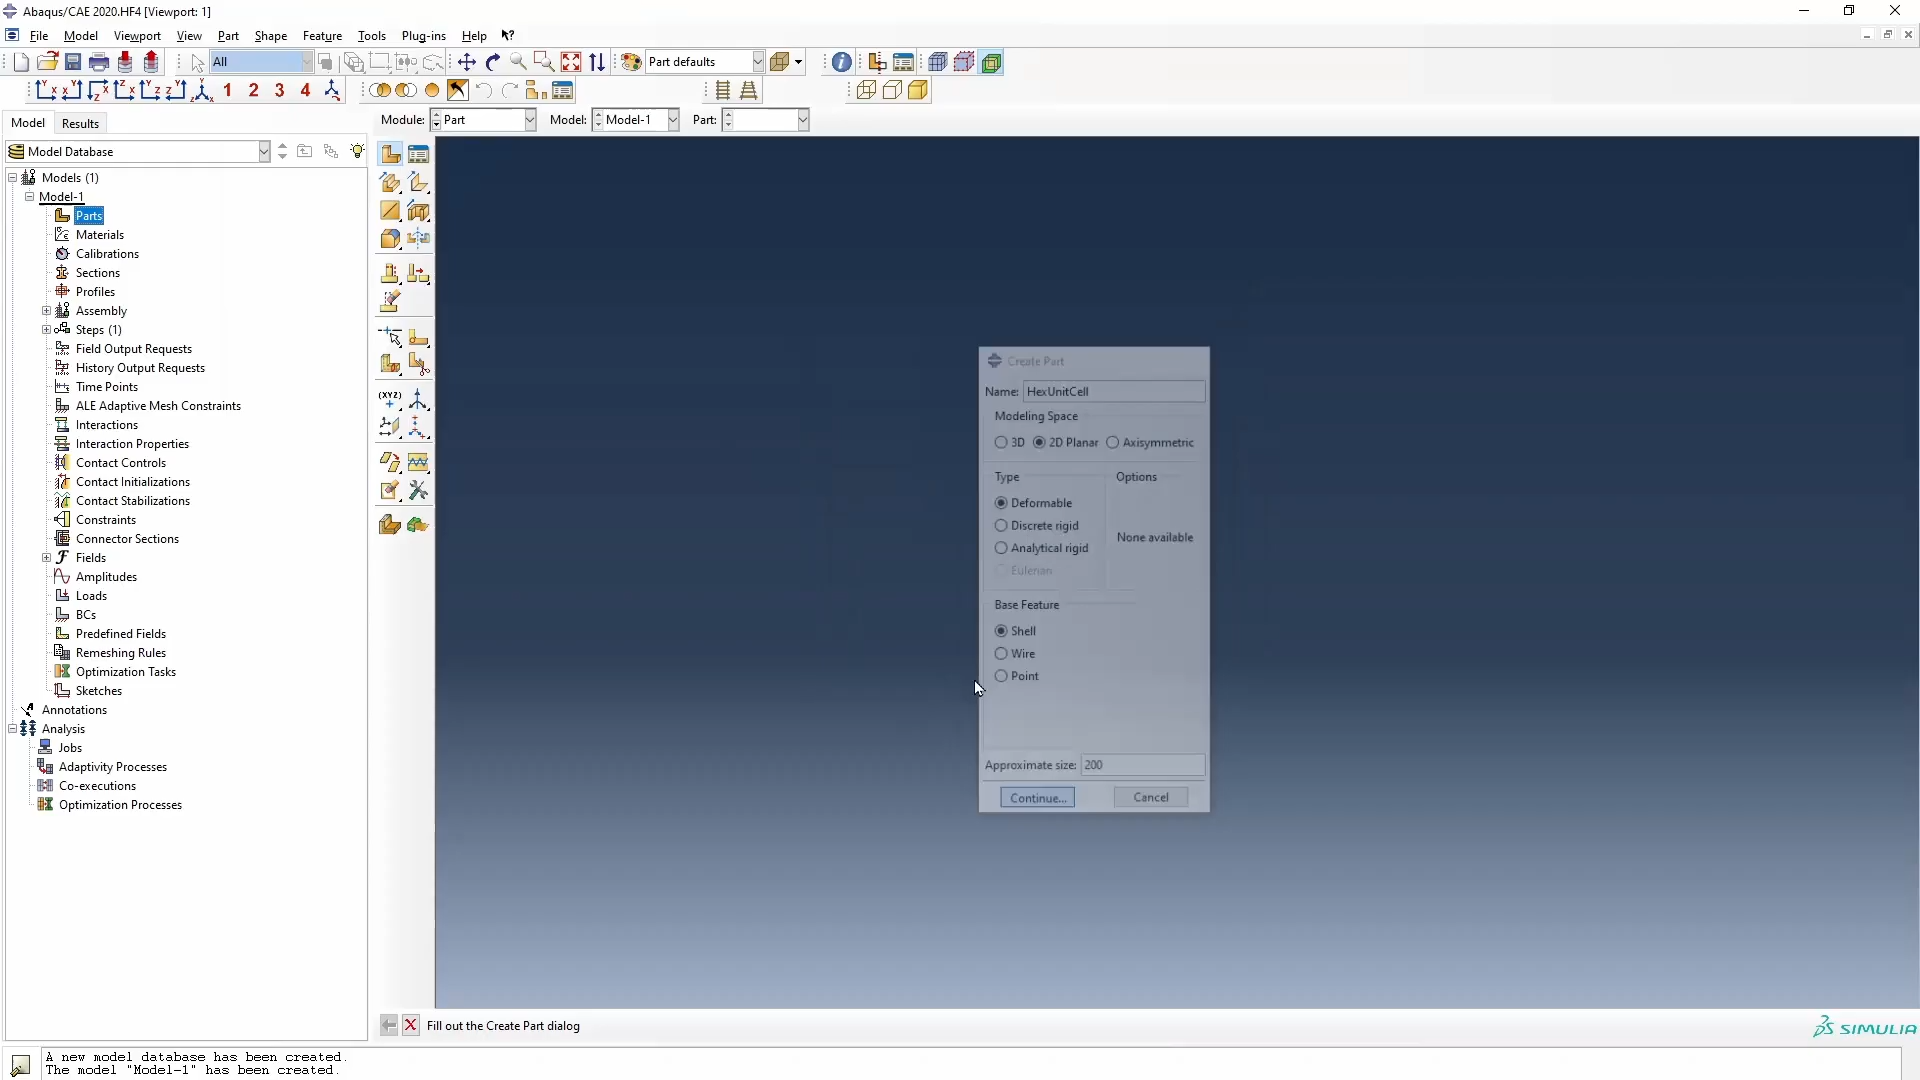 Abaqus/CAE 2020.HF4 [Viewport: 1]
File Model Viewport View Part Shape Feature Tools Plug-ins Help
All Part defaults
1 2 3 4
Model Results Module: Part Model: Model-1 Part:
Model Database
Models (1)
Model-1
Parts
Materials
Calibrations
Sections
Profiles
Assembly
Steps (1)
Field Output Requests
History Output Requests
Time Points
ALE Adaptive Mesh Constraints
Interactions
Interaction Properties
Contact Controls
Contact Initializations
Contact Stabilizations
Constraints
Connector Sections
Fields
Amplitudes
Loads
BCs
Predefined Fields
Remeshing Rules
Optimization Tasks
Sketches
Annotations
Analysis
Jobs
Adaptivity Processes
Co-executions
Optimization Processes
(XYZ)
Create Part
Name: HexUnitCell
Modeling Space
3D 2D Planar Axisymmetric
Type Options
Deformable
Discrete rigid
Analytical rigid
Eulerian
None available
Base Feature
Shell
Wire
Point
Approximate size: 200
Continue... Cancel
Fill out the Create Part dialog
SIMULIA
A new model database has been created.
The model "Model-1" has been created.